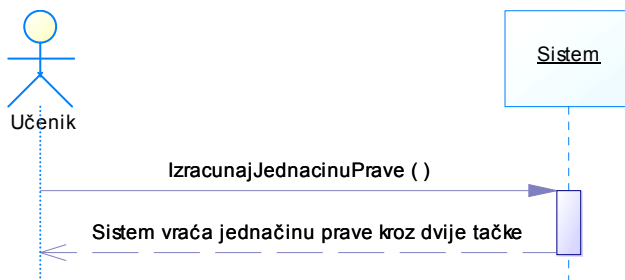 Sistem
Učenik
IzracunajJednacinuPrave ( )
Sistem vraća jednačinu prave kroz dvije tačke